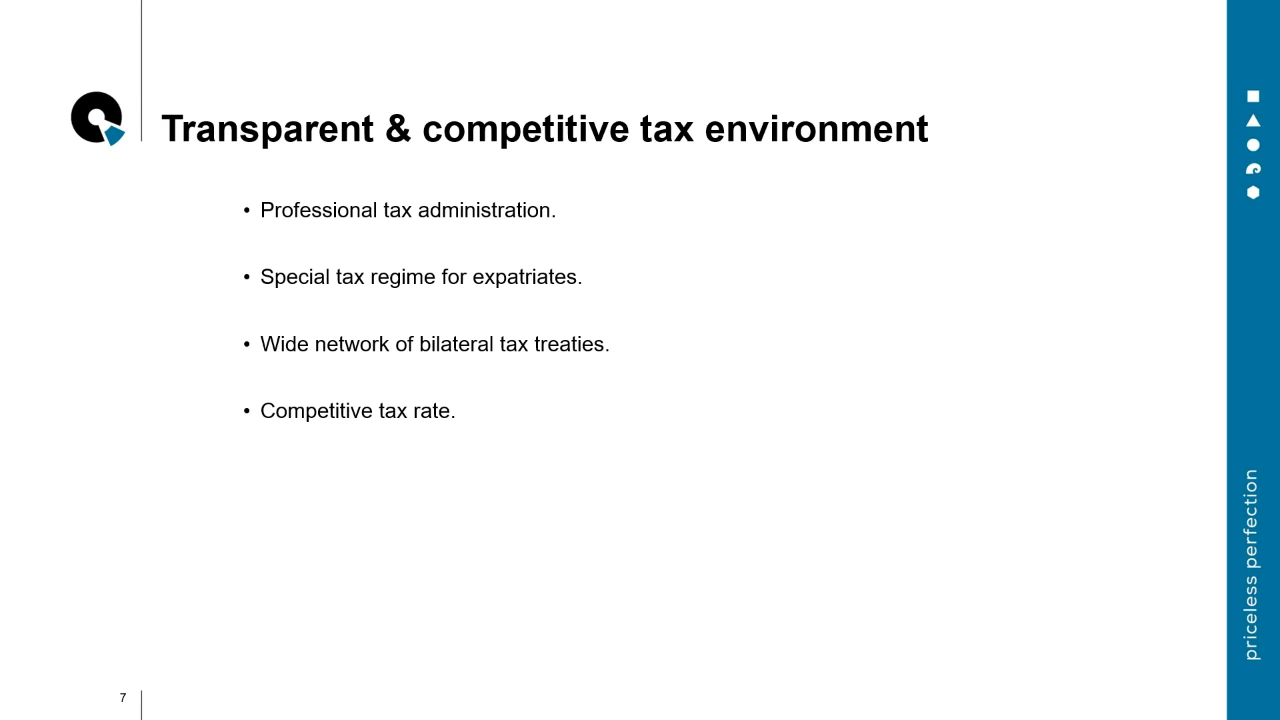 Transparent & competitive tax environment
• Professional tax administration.
• Special tax regime for expatriates.
• Wide network of bilateral tax treaties.
• Competitive tax rate.
priceless perfection
7